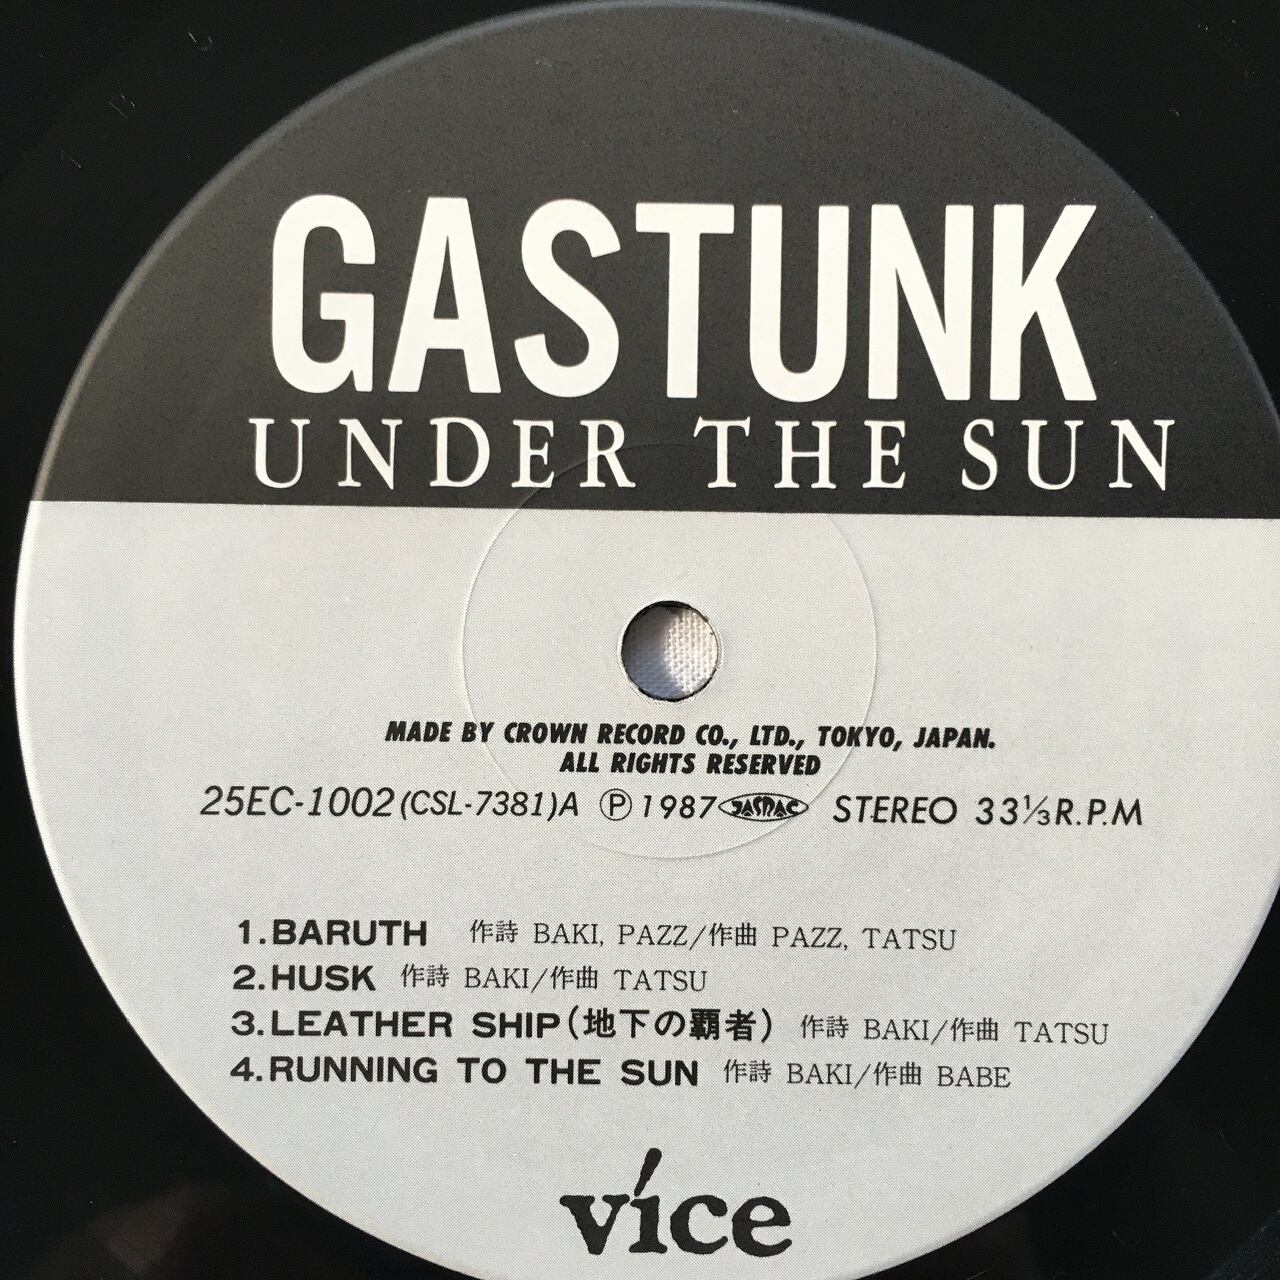 GASTUNK
UNDER THE SUN
MADE BY CROWN RECORD CO., LTD., TOKYO, JAPAN.
ALL RIGHTS RESERVED
25EC-1002(CSL-7381)A Ⓟ1987 JASRAC STEREO 33⅓R.P.M
1.BARUTH 作詩 BAKI, PAZZ/作曲 PAZZ, TATSU
2.HUSK 作詩 BAKI/作曲 TATSU
3.LEATHER SHIP(地下の覇者) 作詩 BAKI/作曲 TATSU
4.RUNNING TO THE SUN 作詩 BAKI/作曲 BABE
více